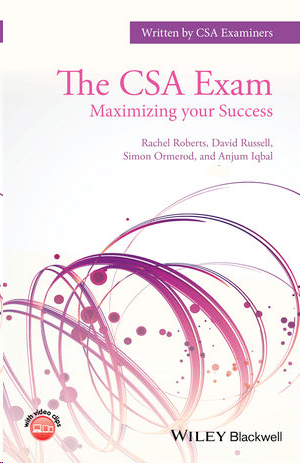 Written by CSA Examiners
The CSA Exam
Maximizing your Success
Rachel Roberts, David Russell,
Simon Ormerod, and Anjum Iqbal
with video clips
WILEY Blackwell